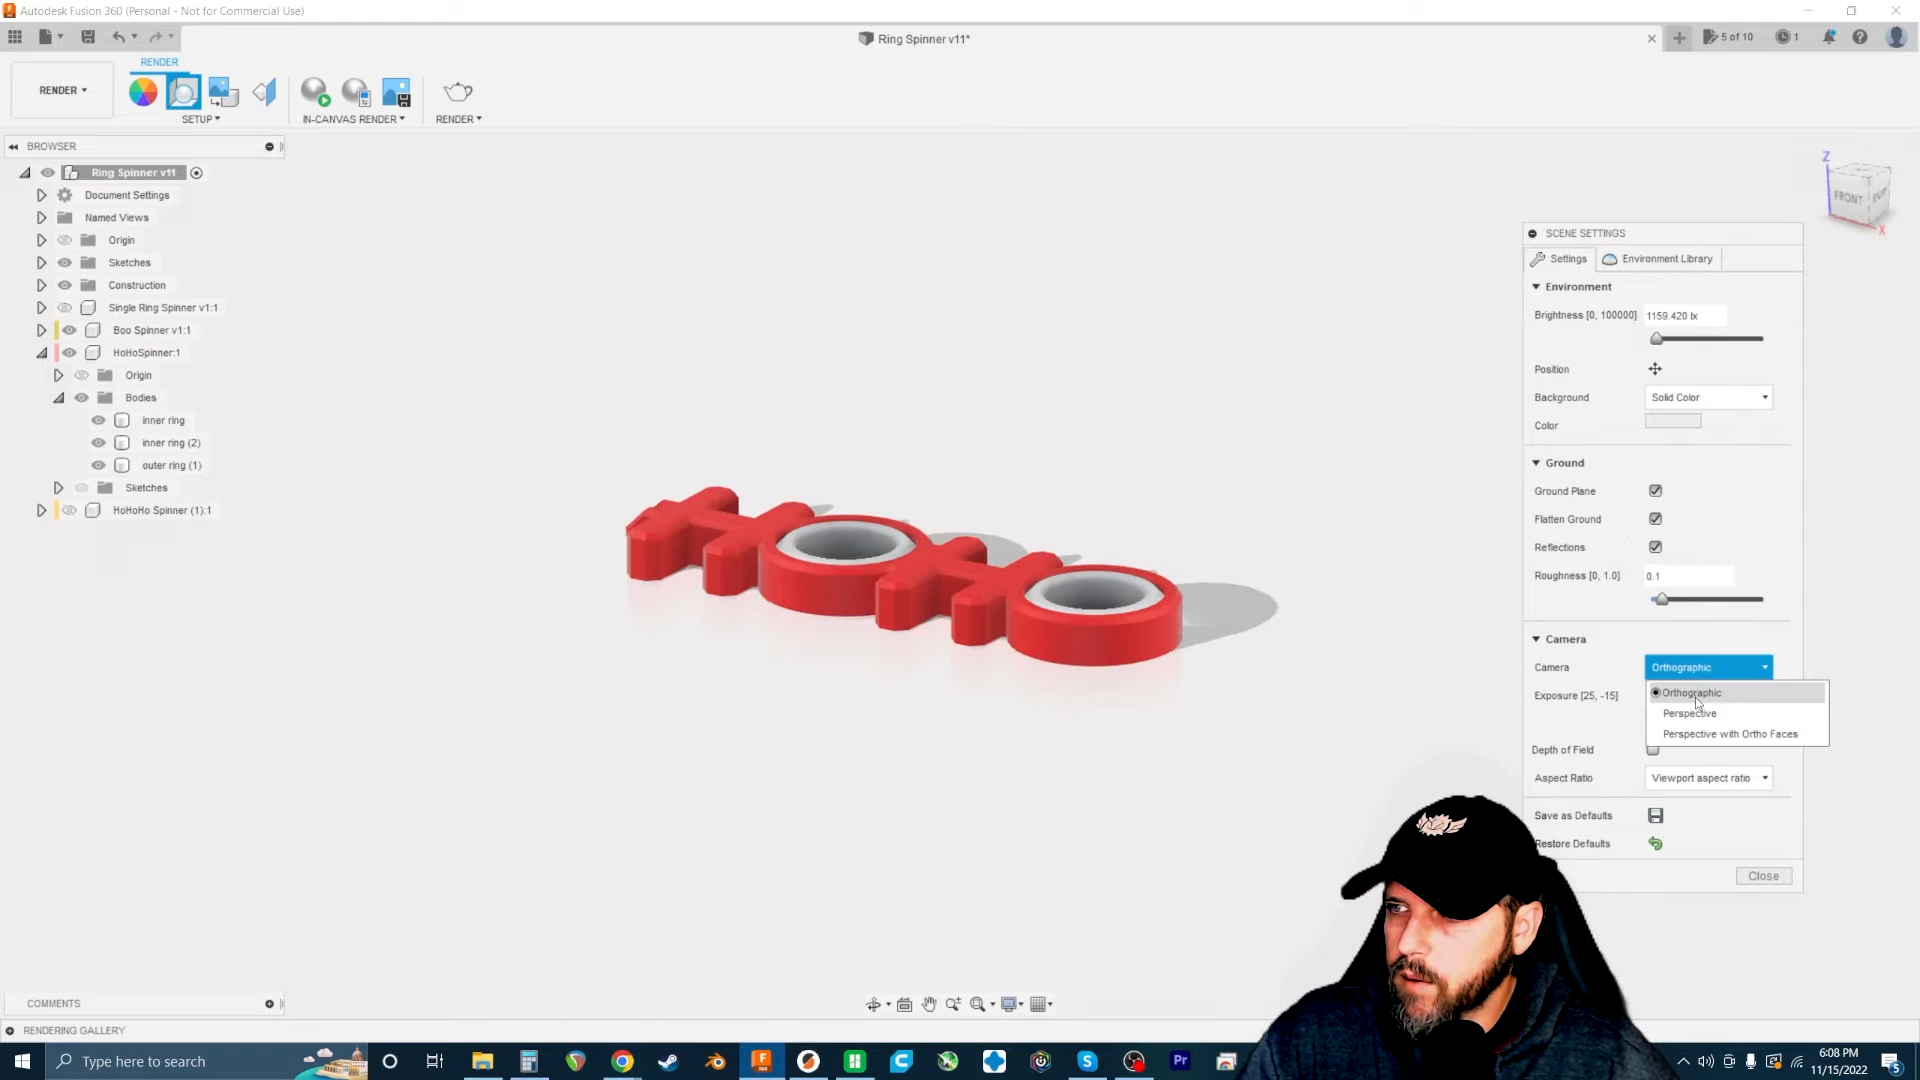 Autodesk Fusion 360 (Personal - Not for Commercial Use)
Ring Spinner v11*
5 of 10
1
RENDER
RENDER
SETUP
IN-CANVAS RENDER
RENDER
BROWSER
Ring Spinner v11
Document Settings
Named Views
Origin
Sketches
Construction
Single Ring Spinner v1:1
Boo Spinner v1:1
HoHoSpinner:1
Origin
Bodies
inner ring
inner ring (2)
outer ring (1)
Sketches
HoHoHo Spinner (1):1
Z
FRONT
X
SCENE SETTINGS
Settings
Environment Library
Environment
Brightness [0, 100000] 1159.420 lx
Position
Background Solid Color
Color
Ground
Ground Plane
Flatten Ground
Reflections
Roughness [0, 1.0] 0.1
Camera
Camera Orthographic
Exposure [25, -15]
Orthographic
Perspective
Perspective with Ortho Faces
Depth of Field
Aspect Ratio Viewport aspect ratio
Save as Defaults
Restore Defaults
Close
COMMENTS
RENDERING GALLERY
Type here to search
F
360
Pr
6:08 PM
11/15/2022
5